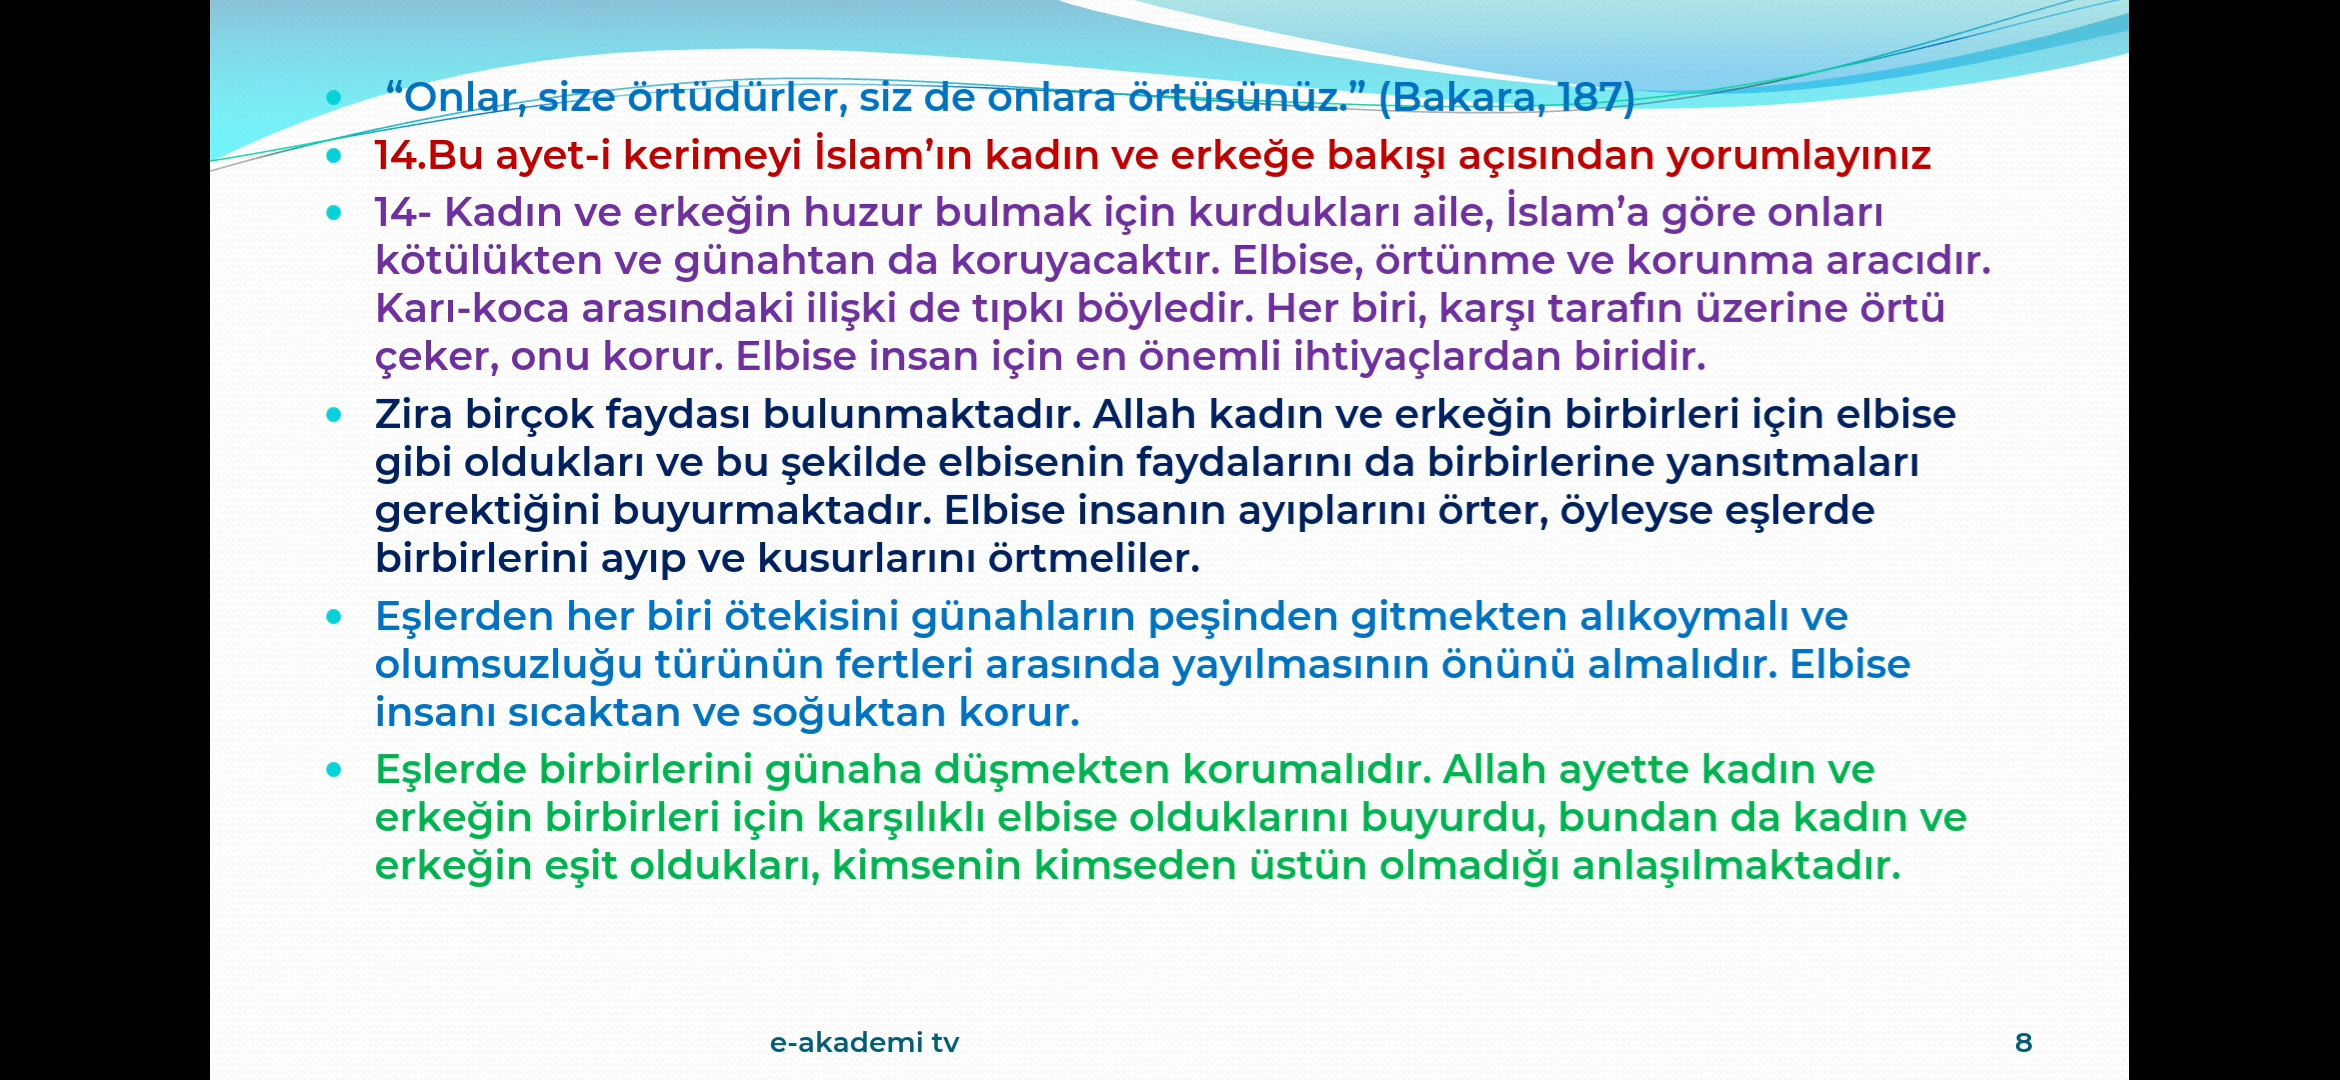 • “Onlar, size örtüdürler, siz de onlara örtüsünüz.” (Bakara, 187)
• 14.Bu ayet-i kerimeyi İslam’ın kadın ve erkeğe bakışı açısından yorumlayınız
• 14- Kadın ve erkeğin huzur bulmak için kurdukları aile, İslam’a göre onları
kötülükten ve günahtan da koruyacaktır. Elbise, örtünme ve korunma aracıdır.
Karı-koca arasındaki ilişki de tıpkı böyledir. Her biri, karşı tarafın üzerine örtü
çeker, onu korur. Elbise insan için en önemli ihtiyaçlardan biridir.
• Zira birçok faydası bulunmaktadır. Allah kadın ve erkeğin birbirleri için elbise
gibi oldukları ve bu şekilde elbisenin faydalarını da birbirlerine yansıtmaları
gerektiğini buyurmaktadır. Elbise insanın ayıplarını örter, öyleyse eşlerde
birbirlerini ayıp ve kusurlarını örtmeliler.
• Eşlerden her biri ötekisini günahların peşinden gitmekten alıkoymalı ve
olumsuzluğu türünün fertleri arasında yayılmasının önünü almalıdır. Elbise
insanı sıcaktan ve soğuktan korur.
• Eşlerde birbirlerini günaha düşmekten korumalıdır. Allah ayette kadın ve
erkeğin birbirleri için karşılıklı elbise olduklarını buyurdu, bundan da kadın ve
erkeğin eşit oldukları, kimsenin kimseden üstün olmadığı anlaşılmaktadır.
e-akademi tv
8